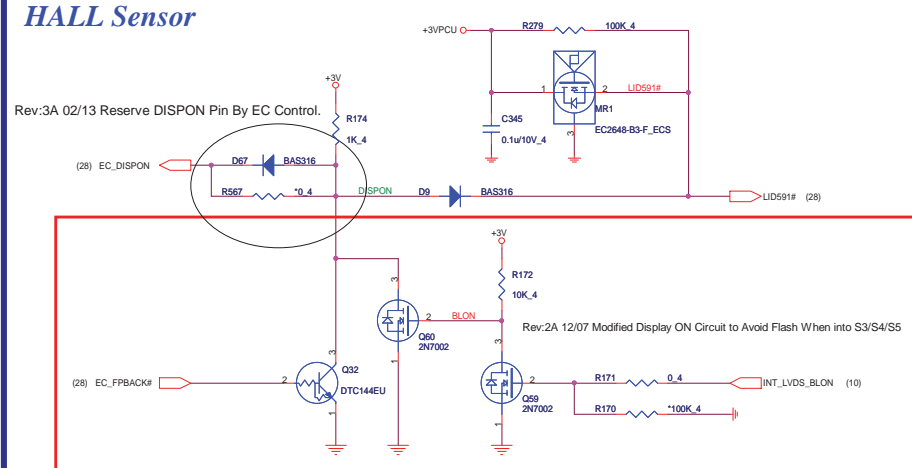 HALL Sensor
+3VPCU
R279
100K_4
+3V
Rev:3A 02/13 Reserve DISPON Pin By EC Control.
R174
1K_4
1
2
LID591#
MR1
3
EC2648-B3-F_ECS
C345
0.1u/10V_4
(28) EC_DISPON
D67
BAS316
R567
*0_4
DISPON
D9
BAS316
LID591# (28)
+3V
R172
10K_4
3
2
BLON
Q60
2N7002
1
Rev:2A 12/07 Modified Display ON Circuit to Avoid Flash When into S3/S4/S5
3
(28) EC_FPBACK#
2
Q32
DTC144EU
3
1
2
Q59
2N7002
1
R171
0_4
INT_LVDS_BLON (10)
R170
*100K_4